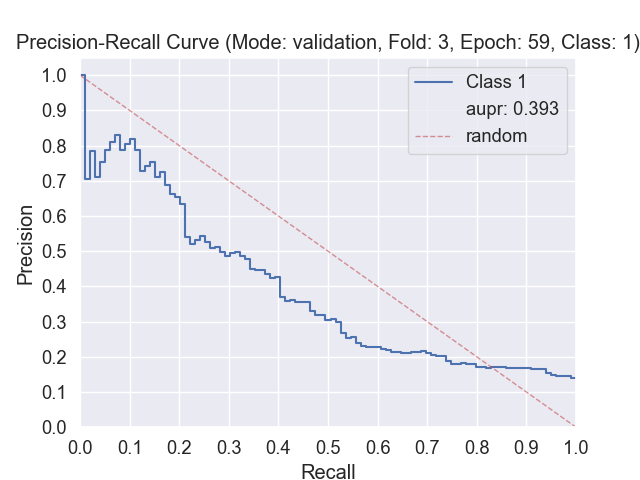 Precision-Recall Curve (Mode: validation, Fold: 3, Epoch: 59, Class: 1)
Class 1
aupr: 0.393
random
1.0
0.9
0.8
0.7
0.6
0.5
0.4
0.3
0.2
0.1
0.0
Precision
0.0 0.1 0.2 0.3 0.4 0.5 0.6 0.7 0.8 0.9 1.0
Recall